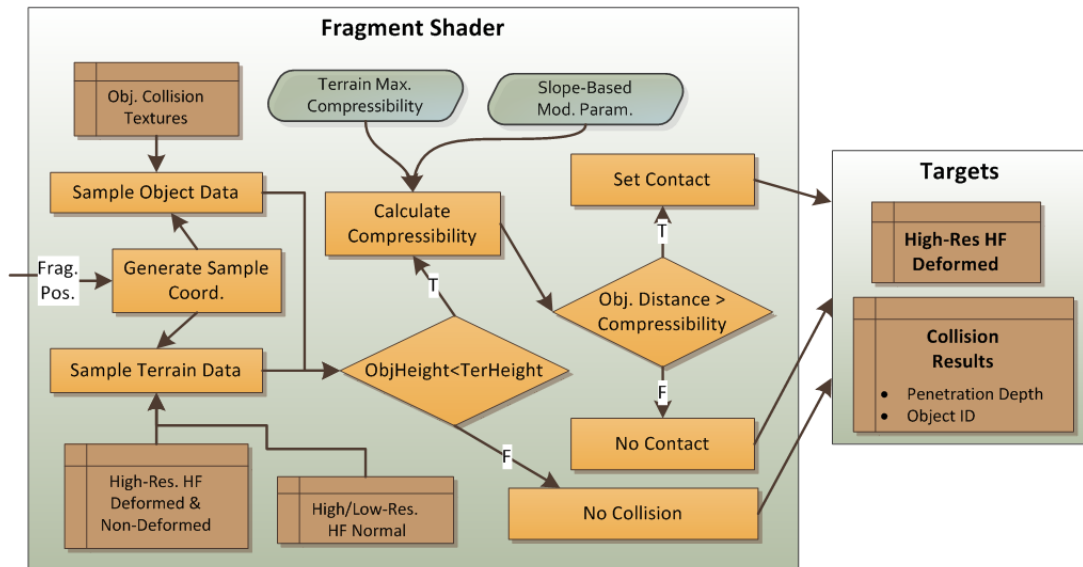 Fragment Shader
Obj. Collision
Textures
Terrain Max.
Compressibility
Slope-Based
Mod. Param.
Sample Object Data
Calculate
Compressibility
Set Contact
Targets
High-Res HF
Deformed
Frag.
Pos.
Generate Sample
Coord.
T
T
Obj. Distance >
Compressibility
Collision
Results
• Penetration Depth
• Object ID
Sample Terrain Data
ObjHeight<TerHeight
F
No Contact
F
High-Res. HF
Deformed &
Non-Deformed
High/Low-Res.
HF Normal
No Collision